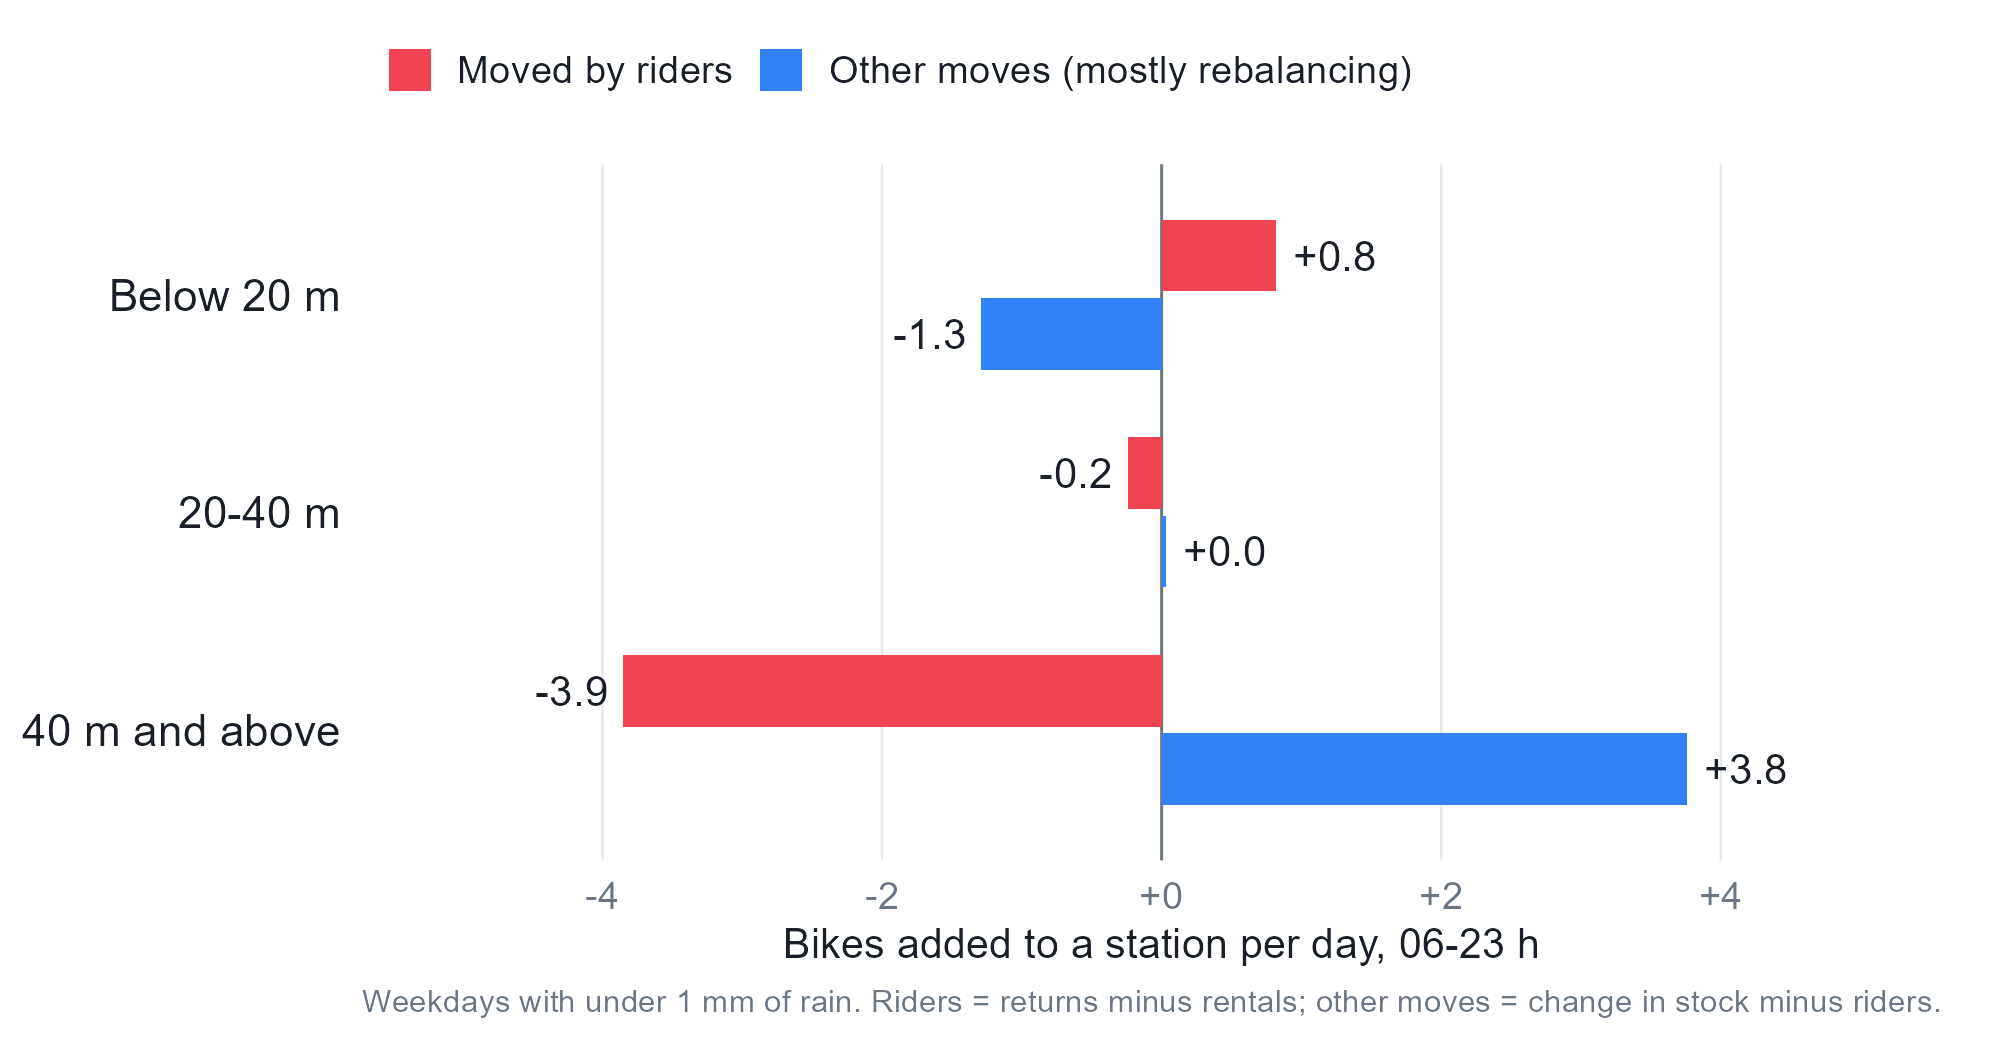 Moved by riders Other moves (mostly rebalancing)
+0.8
Below 20 m
-1.3
-0.2
20-40 m
+0.0
-3.9
40 m and above
+3.8
-4 -2 +0 +2 +4
Bikes added to a station per day, 06-23 h
Weekdays with under 1 mm of rain. Riders = returns minus rentals; other moves = change in stock minus riders.